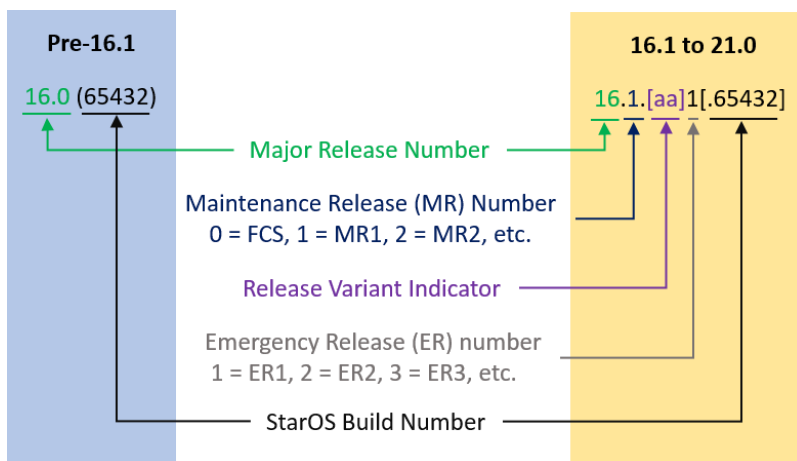 Pre-16.1
16.1 to 21.0
16.0 (65432)
16.1.[aa]1[.65432]
Major Release Number
Maintenance Release (MR) Number
0 = FCS, 1 = MR1, 2 = MR2, etc.
Release Variant Indicator
Emergency Release (ER) number
1 = ER1, 2 = ER2, 3 = ER3, etc.
StarOS Build Number